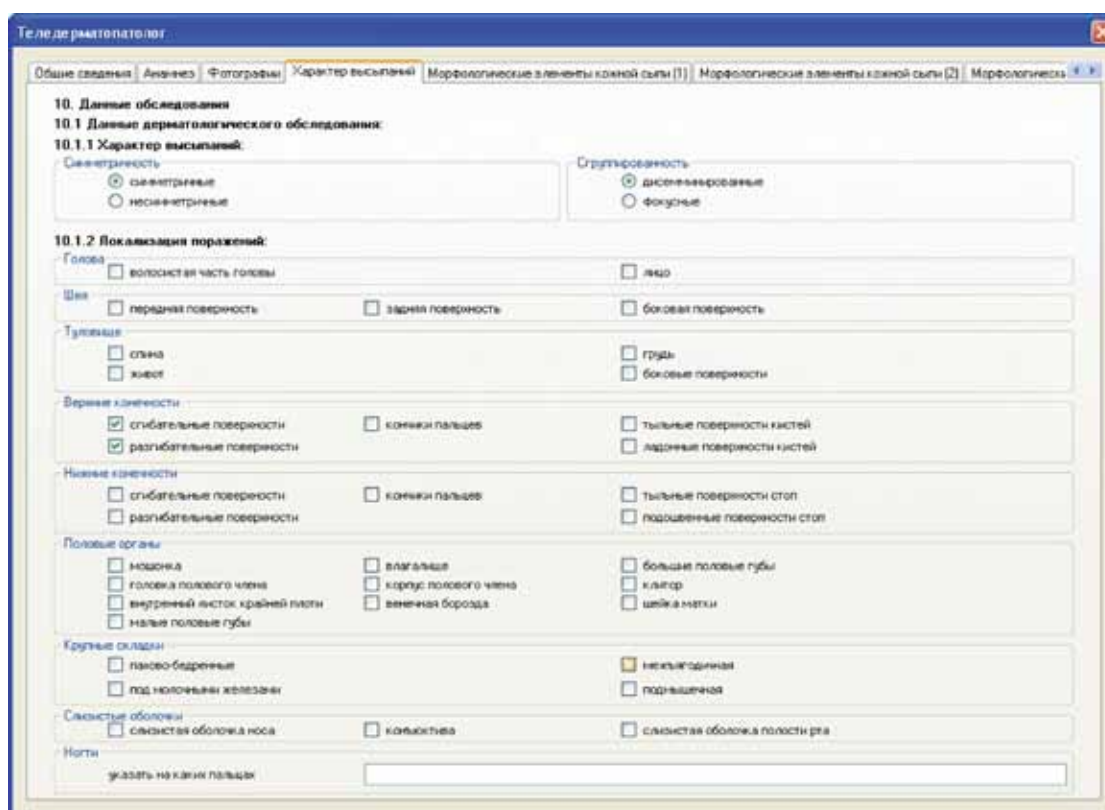 Теледерматопатолог
Общие сведения Анамнез Фотографии Характер высыпаний Морфологические элементы кожной сыпи (1) Морфологические элементы кожной сыпи (2) Морфологическ
10. Данные обследования
10.1 Данные дерматологического обследования:
10.1.1 Характер высыпаний:
Симметричность Сгруппированность
симметричные диссеминированные
несимметричные фокусные
10.1.2 Локализация поражений:
Голова
волосистая часть головы лицо
Шея
передняя поверхность задняя поверхность боковая поверхность
Туловище
спина грудь
живот боковые поверхности
Верхние конечности
сгибательные поверхности кончики пальцев тыльные поверхности кистей
разгибательные поверхности ладонные поверхности кистей
Нижние конечности
сгибательные поверхности кончики пальцев тыльные поверхности стоп
разгибательные поверхности подошвенные поверхности стоп
Половые органы
мошонка влагалище большие половые губы
головка полового члена корпус полового члена клитор
внутренний листок крайней плоти венечная борозда шейка матки
малые половые губы
Крупные складки
пахово-бедренные межъягодичная
под молочными железами подмышечная
Слизистые оболочки
слизистая оболочка носа конъюктива слизистая оболочка полости рта
Ногти
указать на каких пальцах